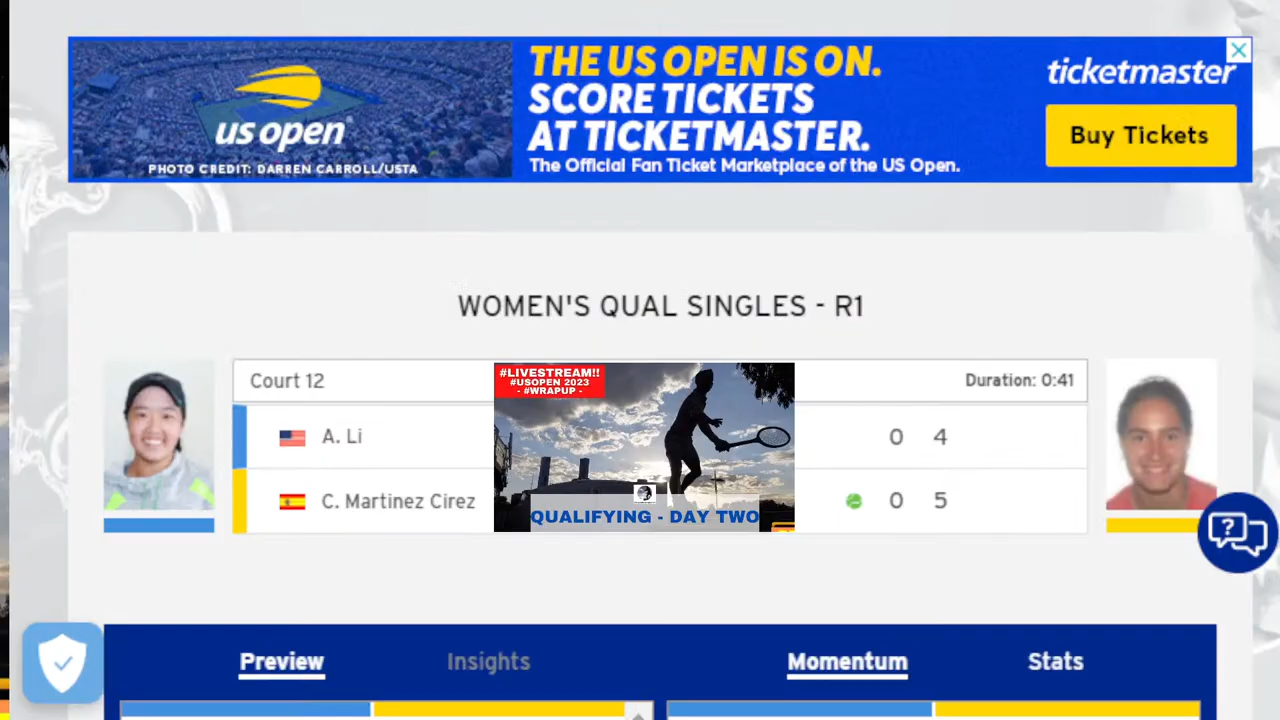 THE US OPEN IS ON.
SCORE TICKETS
AT TICKETMASTER.
The Official Fan Ticket Marketplace of the US Open.
us open
PHOTO CREDIT: DARREN CARROLL/USTA
ticketmaster
Buy Tickets
WOMEN'S QUAL SINGLES - R1
Court 12
Duration: 0:41
A. Li
0 4
C. Martinez Cirez
0 5
#LIVESTREAM!!
#USOPEN 2023
- #WRAPUP -
QUALIFYING - DAY TWO
Preview
Insights
Momentum
Stats